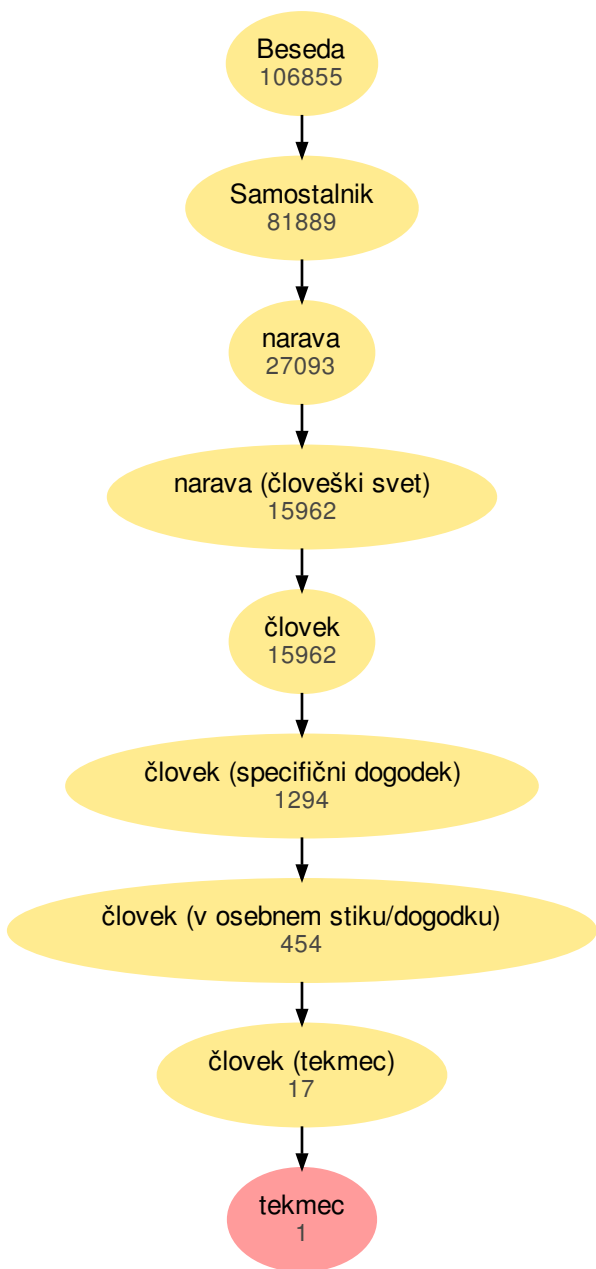 Beseda
106855
Samostalnik
81889
narava
27093
narava (človeški svet)
15962
človek
15962
človek (specifični dogodek)
1294
človek (v osebnem stiku/dogodku)
454
človek (tekmec)
17
tekmec
1